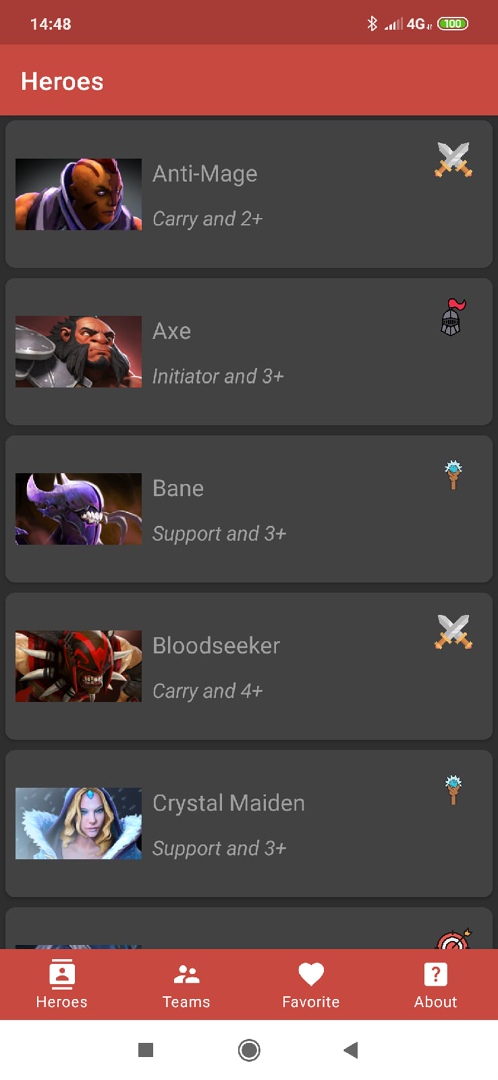 14:48
4G
100
Heroes
Anti-Mage
Carry and 2+
Axe
Initiator and 3+
Bane
Support and 3+
Bloodseeker
Carry and 4+
Crystal Maiden
Support and 3+
Heroes
Teams
Favorite
About